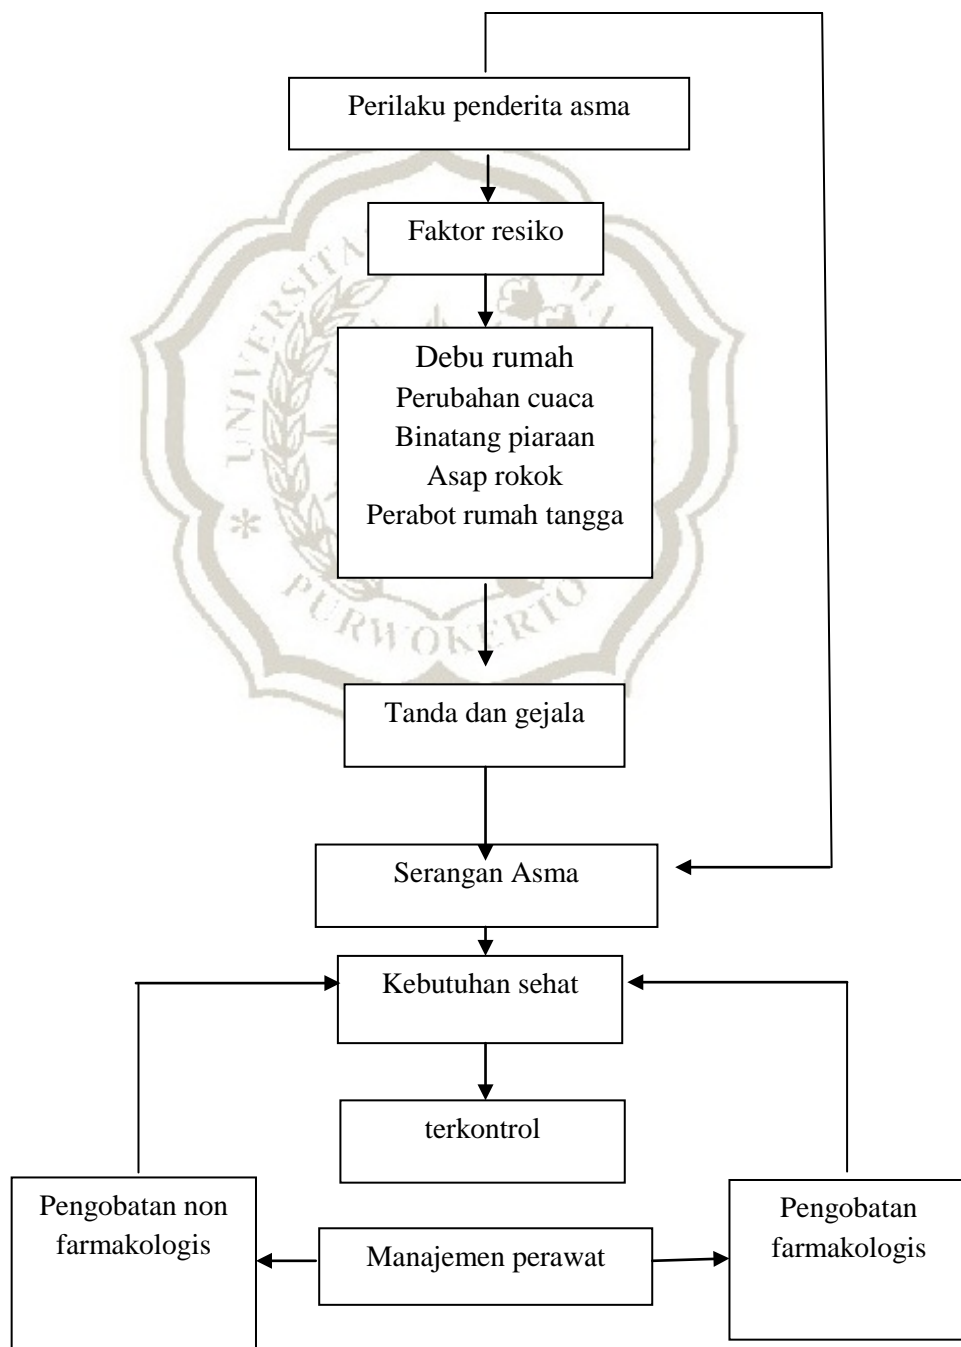 Perilaku penderita asma
Faktor resiko
Debu rumah
Perubahan cuaca
Binatang piaraan
Asap rokok
Perabot rumah tangga
Tanda dan gejala
Serangan Asma
Kebutuhan sehat
terkontrol
Pengobatan non
farmakologis
Manajemen perawat
Pengobatan
farmakologis
PURWOKERTO